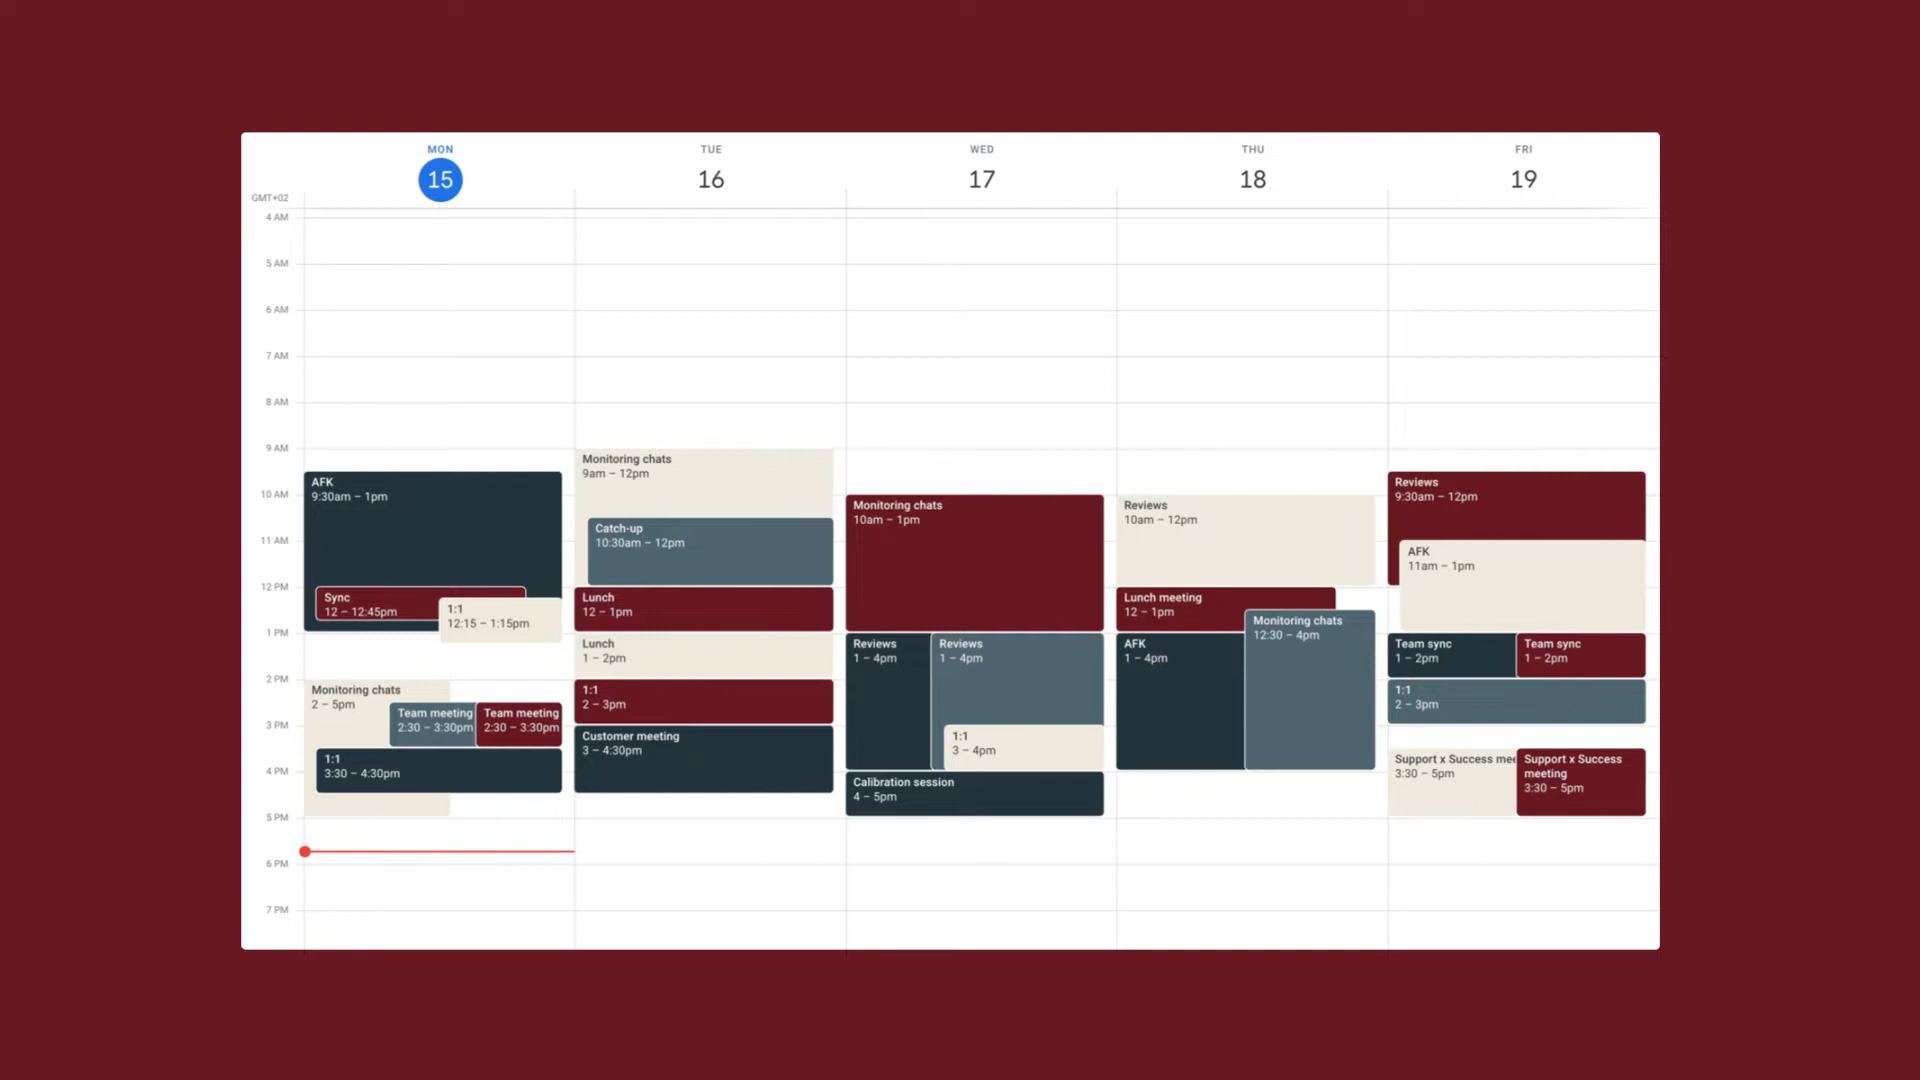 MON
15
TUE
16
WED
17
THU
18
FRI
19
GMT+02
4 AM
5 AM
6 AM
7 AM
8 AM
9 AM
10 AM
11 AM
12 PM
1 PM
2 PM
3 PM
4 PM
5 PM
6 PM
7 PM
AFK
9:30am – 1pm
Sync
12 – 12:45pm
1:1
12:15 – 1:15pm
Monitoring chats
2 – 5pm
Team meeting
2:30 – 3:30pm
Team meeting
2:30 – 3:30pm
1:1
3:30 – 4:30pm
Monitoring chats
9am – 12pm
Catch-up
10:30am – 12pm
Lunch
12 – 1pm
Lunch
1 – 2pm
1:1
2 – 3pm
Customer meeting
3 – 4:30pm
Monitoring chats
10am – 1pm
Reviews
1 – 4pm
Reviews
1 – 4pm
1:1
3 – 4pm
Calibration session
4 – 5pm
Reviews
10am – 12pm
Lunch meeting
12 – 1pm
Monitoring chats
12:30 – 4pm
AFK
1 – 4pm
Reviews
9:30am – 12pm
AFK
11am – 1pm
Team sync
1 – 2pm
Team sync
1 – 2pm
1:1
2 – 3pm
Support x Success mee
3:30 – 5pm
Support x Success
meeting
3:30 – 5pm